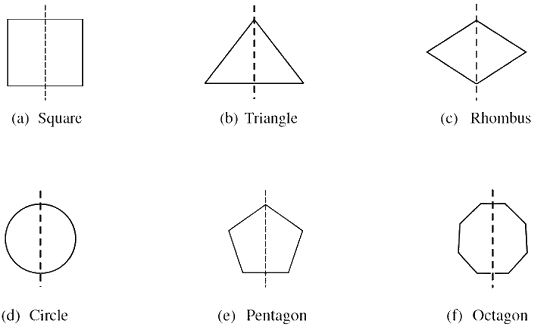 (a) Square
(b) Triangle
(c) Rhombus
(d) Circle
(e) Pentagon
(f) Octagon